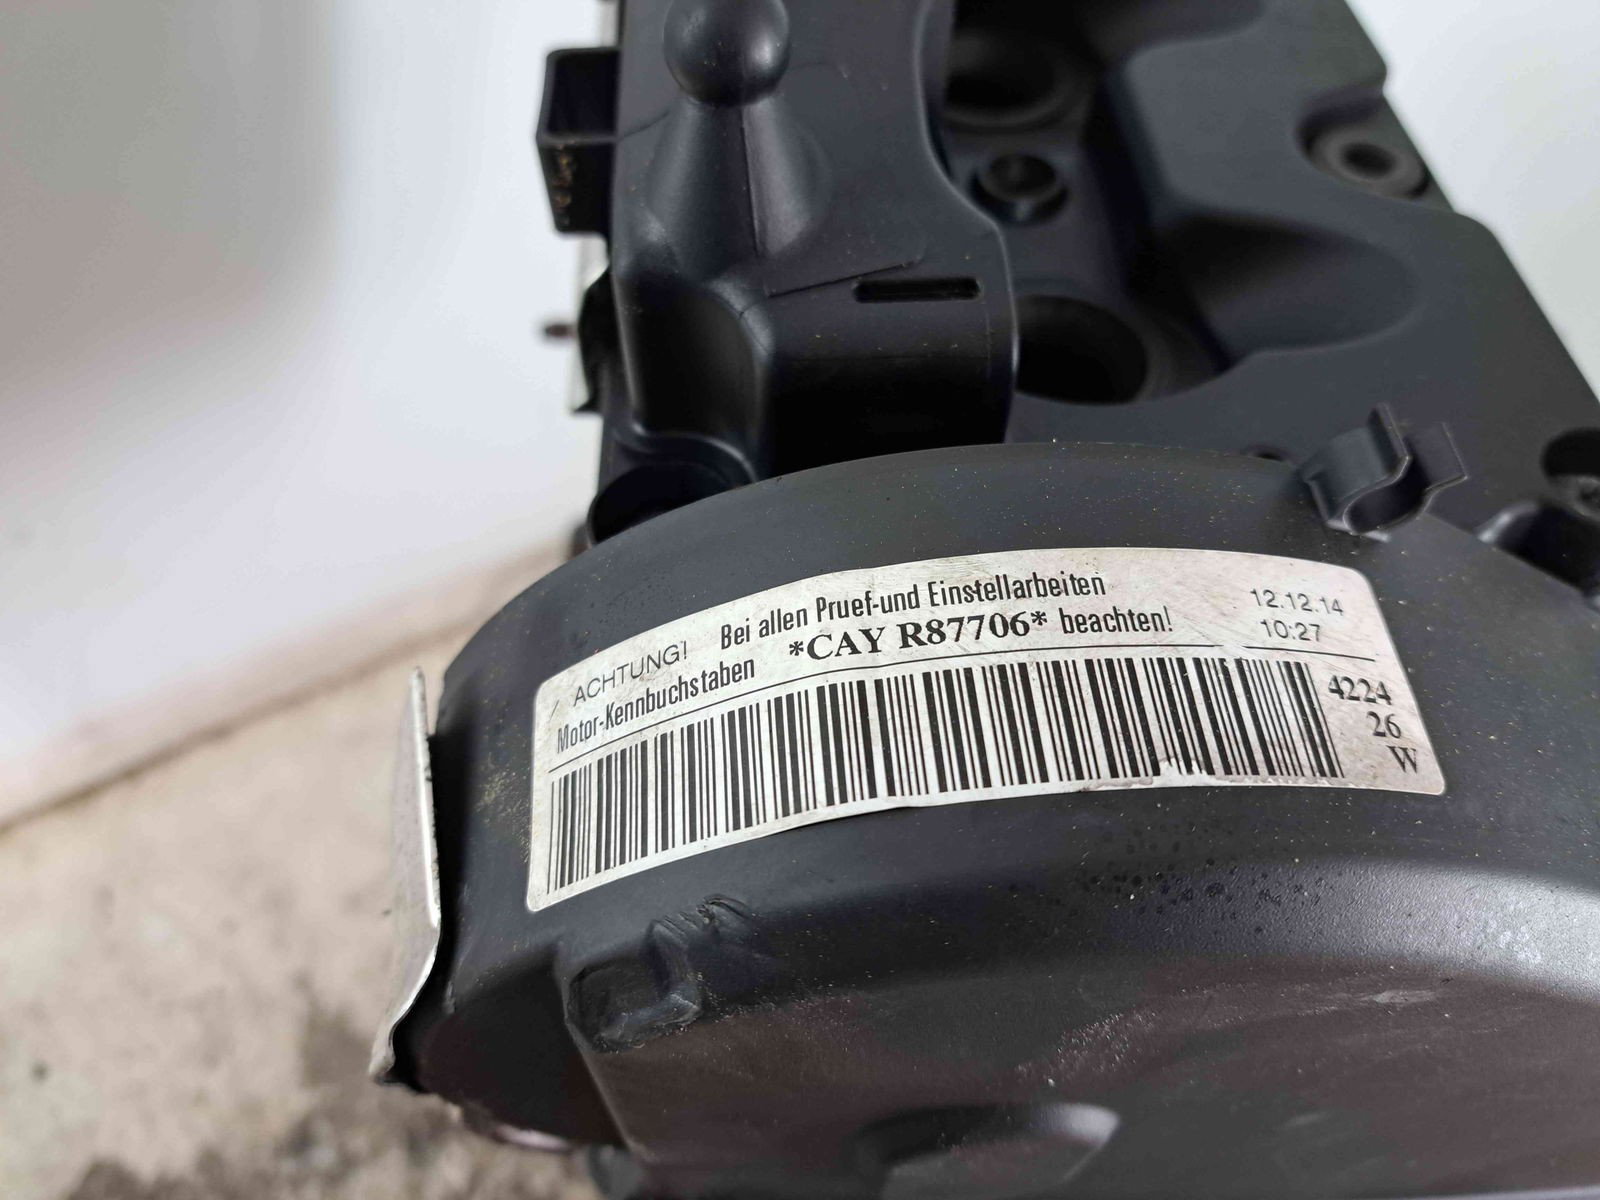 ACHTUNG! Bei allen Pruef-und Einstellarbeiten
Motor-Kennbuchstaben *CAY R87706* beachten!
12.12.14
10:27
4224
26
W